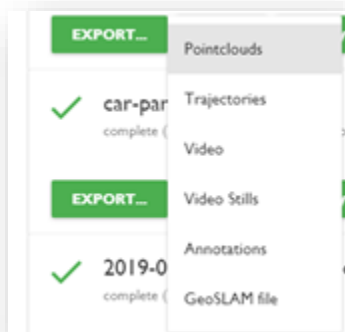 EXPORT...
Pointclouds
car-par
Trajectories
complete (
Video
EXPORT...
Video Stills
Annotations
2019-0
complete (
GeoSLAM file